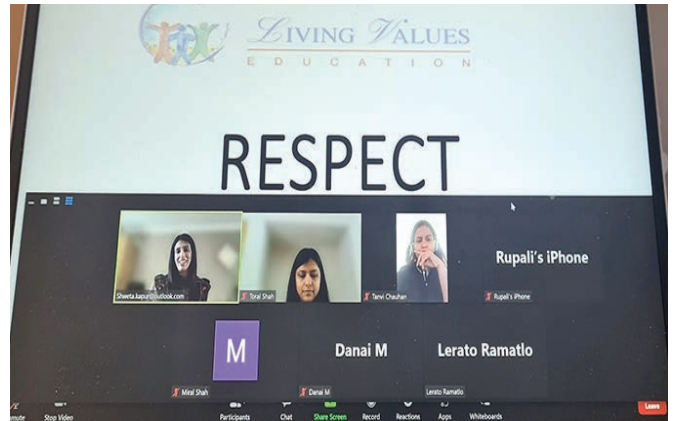 LIVING VALUES
EDUCATION
RESPECT
Shweta.kapur@outlook.com
Toral Shah
Tanvi Chauhan
Rupali's iPhone
Rupali's iPhone
M
Danai M
Lerato Ramatlo
Miral Shah
Danai M
Lerato Ramatlo
Stop Video Participants Chat Share Screen Record Reactions Apps Whiteboards Leave